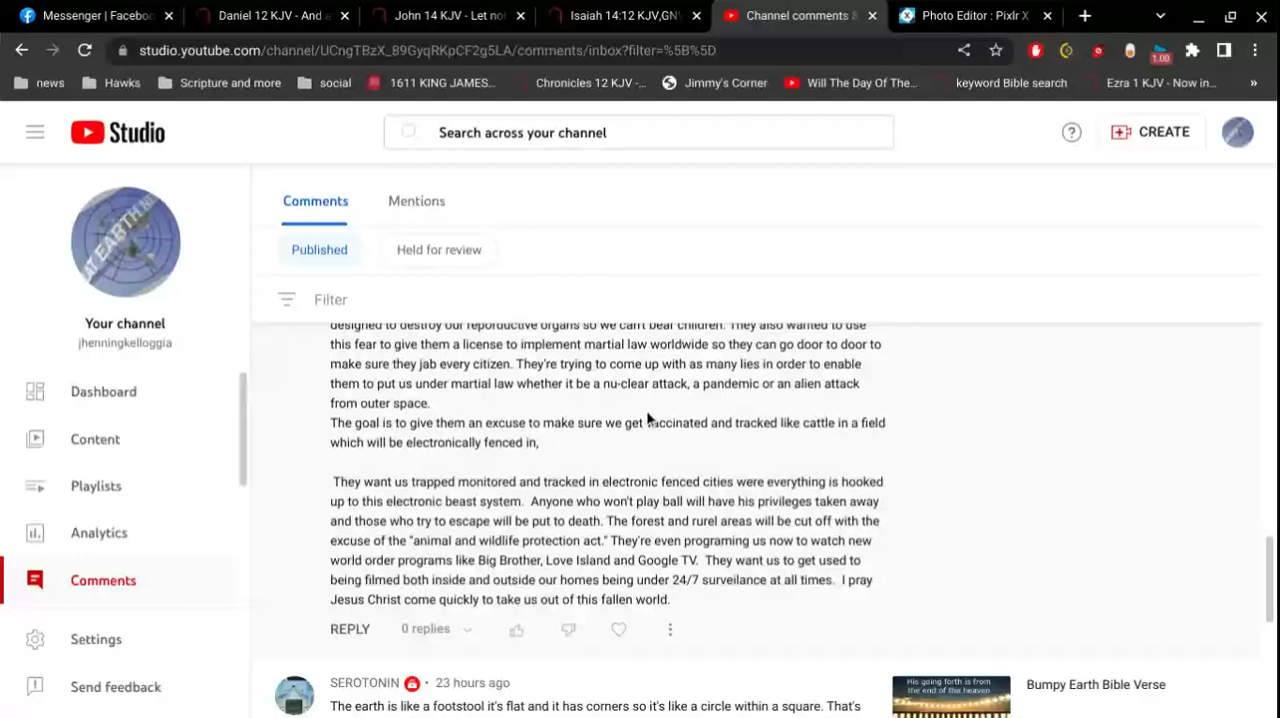 Messenger | Faceboo
Daniel 12 KJV - And a
John 14 KJV - Let not
Isaiah 14:12 KJV,GNV
Channel comments &
Photo Editor : Pixlr X
studio.youtube.com/channel/UCngTBzX_89GyqRKpCF2g5LA/comments/inbox?filter=%5B%5D
1.00
news
Hawks
Scripture and more
social
1611 KING JAMES...
Chronicles 12 KJV -...
Jimmy's Corner
Will The Day Of The...
keyword Bible search
Ezra 1 KJV - Now in...
Studio
Search across your channel
CREATE
AT EARTH
Your channel
jhenningkelloggia
Dashboard
Content
Playlists
Analytics
Comments
Settings
Send feedback
Comments
Mentions
Published
Held for review
Filter
designed to destroy our reporductive organs so we can't bear children. They also wanted to use
this fear to give them a license to implement martial law worldwide so they can go door to door to
make sure they jab every citizen. They're trying to come up with as many lies in order to enable
them to put us under martial law whether it be a nu-clear attack, a pandemic or an alien attack
from outer space.
The goal is to give them an excuse to make sure we get vaccinated and tracked like cattle in a field
which will be electronically fenced in,
They want us trapped monitored and tracked in electronic fenced cities were everything is hooked
up to this electronic beast system. Anyone who won't play ball will have his privileges taken away
and those who try to escape will be put to death. The forest and rurel areas will be cut off with the
excuse of the "animal and wildlife protection act." They're even programing us now to watch new
world order programs like Big Brother, Love Island and Google TV. They want us to get used to
being filmed both inside and outside our homes being under 24/7 surveilance at all times. I pray
Jesus Christ come quickly to take us out of this fallen world.
REPLY
0 replies
SEROTONIN • 23 hours ago
The earth is like a footstool it's flat and it has corners so it's like a circle within a square. That's
His going forth is from
the end of the heaven
Bumpy Earth Bible Verse